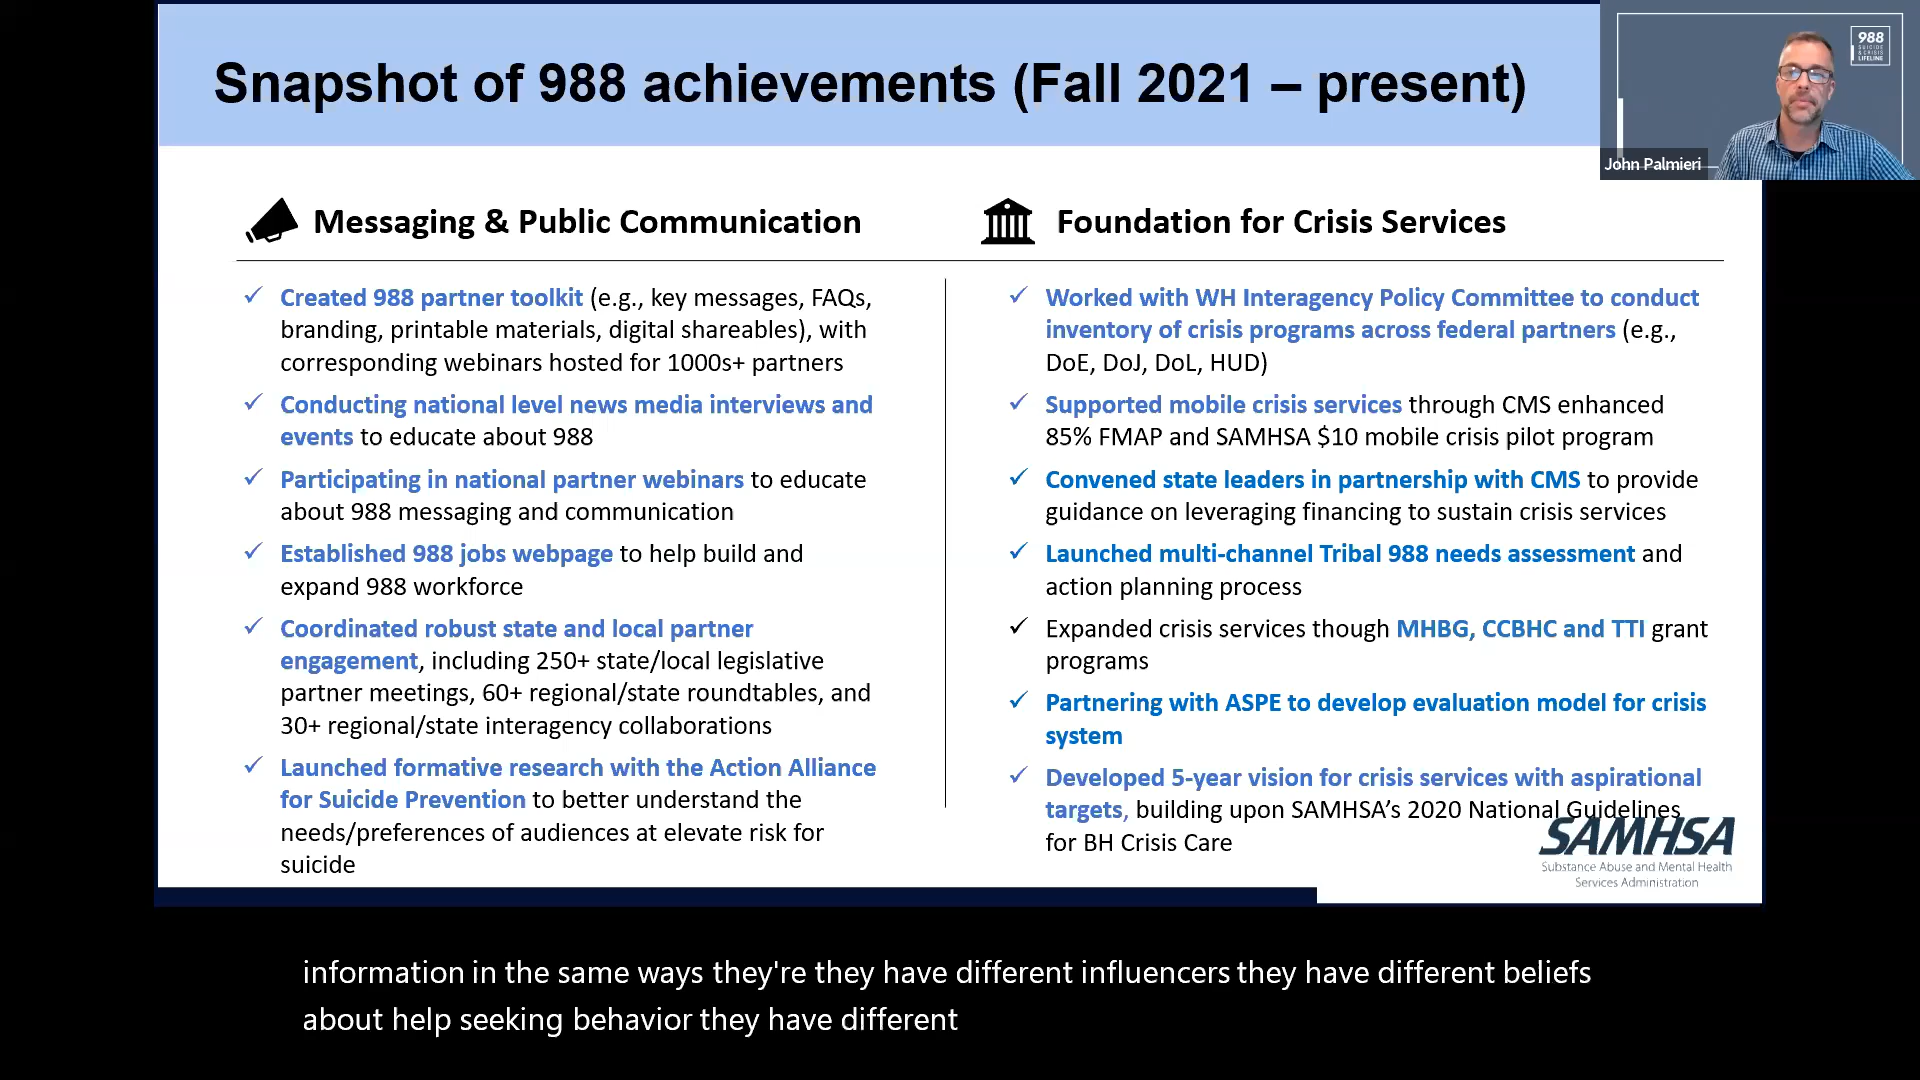 Snapshot of 988 achievements (Fall 2021 – present)
988
SUICIDE
& CRISIS
LIFELINE
John Palmieri
Messaging & Public Communication
Created 988 partner toolkit (e.g., key messages, FAQs,
branding, printable materials, digital shareables), with
corresponding webinars hosted for 1000s+ partners
Conducting national level news media interviews and
events to educate about 988
Participating in national partner webinars to educate
about 988 messaging and communication
Established 988 jobs webpage to help build and
expand 988 workforce
Coordinated robust state and local partner
engagement, including 250+ state/local legislative
partner meetings, 60+ regional/state roundtables, and
30+ regional/state interagency collaborations
Launched formative research with the Action Alliance
for Suicide Prevention to better understand the
needs/preferences of audiences at elevate risk for
suicide
Foundation for Crisis Services
Worked with WH Interagency Policy Committee to conduct
inventory of crisis programs across federal partners (e.g.,
DoE, DoJ, DoL, HUD)
Supported mobile crisis services through CMS enhanced
85% FMAP and SAMHSA $10 mobile crisis pilot program
Convened state leaders in partnership with CMS to provide
guidance on leveraging financing to sustain crisis services
Launched multi-channel Tribal 988 needs assessment and
action planning process
Expanded crisis services though MHBG, CCBHC and TTI grant
programs
Partnering with ASPE to develop evaluation model for crisis
system
Developed 5-year vision for crisis services with aspirational
targets, building upon SAMHSA’s 2020 National Guidelines
for BH Crisis Care
SAMHSA
Substance Abuse and Mental Health
Services Administration
information in the same ways they're they have different influencers they have different beliefs
about help seeking behavior they have different